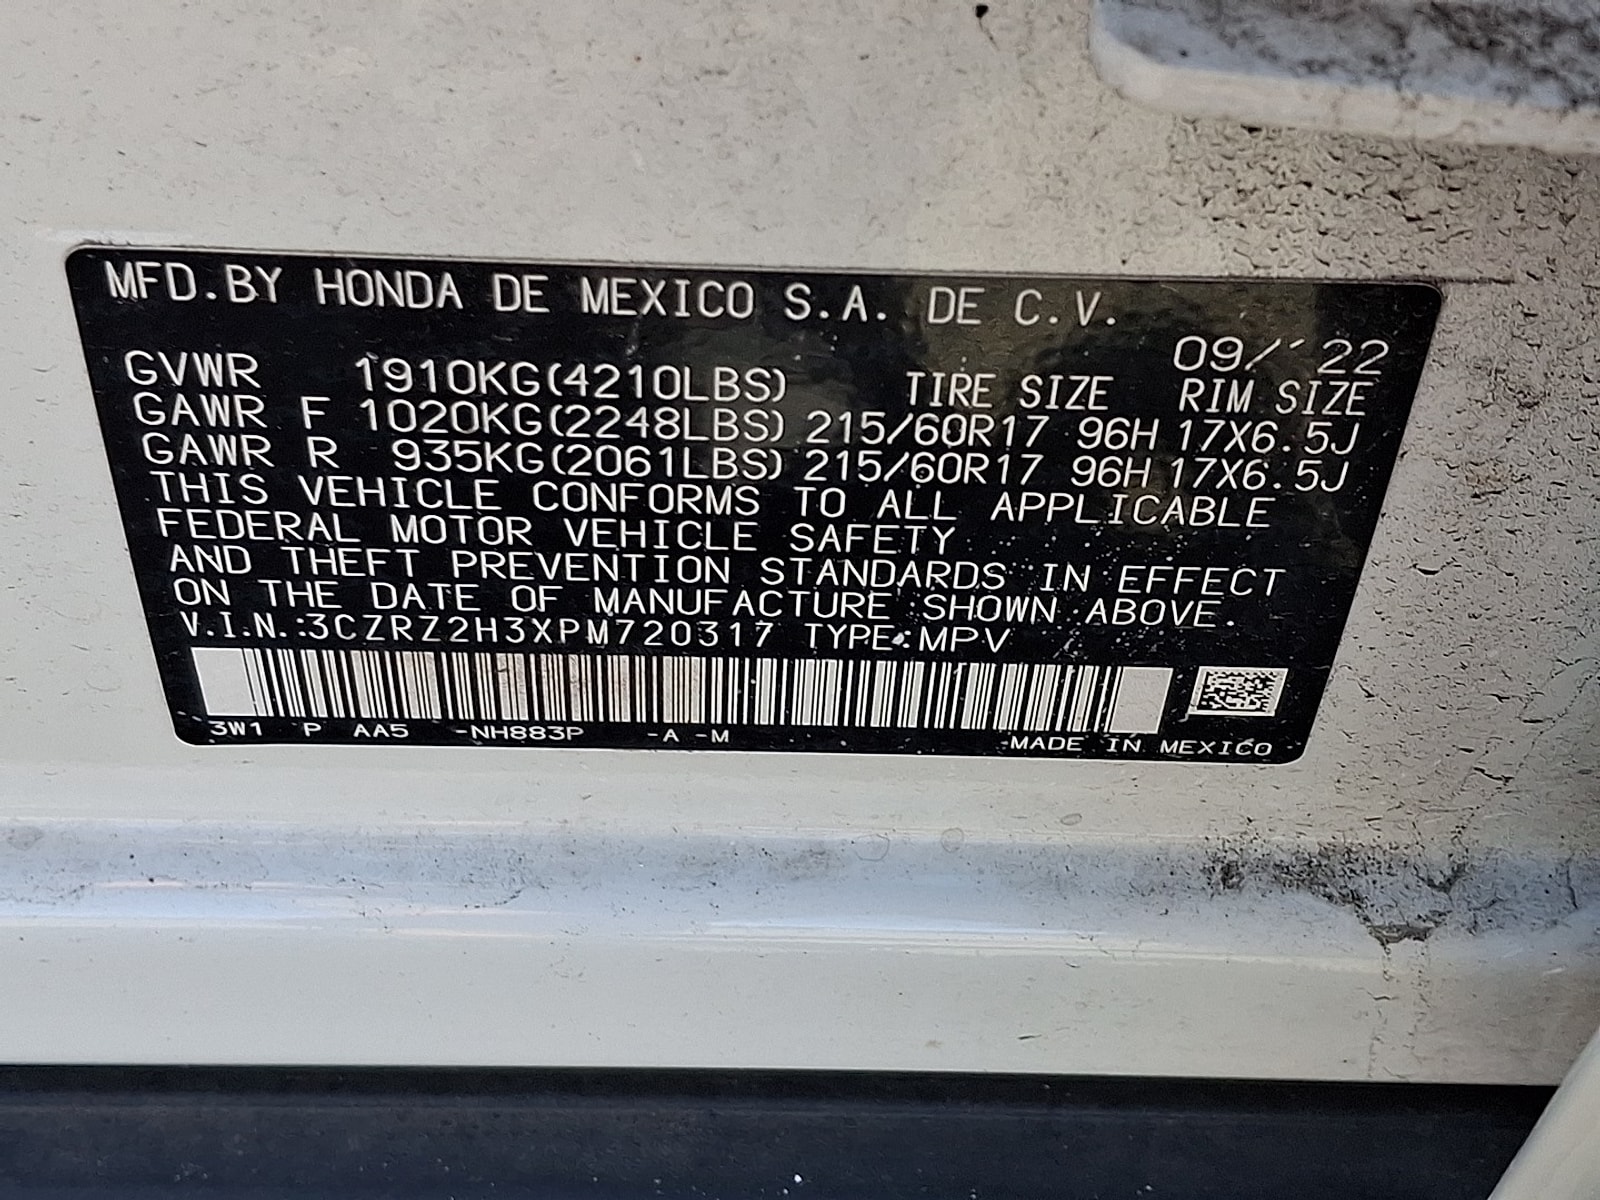 MFD.BY HONDA DE MEXICO S.A. DE C.V.
09/'22
GVWR 1910KG(4210LBS) TIRE SIZE RIM SIZE
GAWR F 1020KG(2248LBS) 215/60R17 96H 17X6.5J
GAWR R 935KG(2061LBS) 215/60R17 96H 17X6.5J
THIS VEHICLE CONFORMS TO ALL APPLICABLE
FEDERAL MOTOR VEHICLE SAFETY
AND THEFT PREVENTION STANDARDS IN EFFECT
ON THE DATE OF MANUFACTURE SHOWN ABOVE.
V.I.N.:3CZRZ2H3XPM720317 TYPE:MPV
3W1 P AA5 -NH883P -A -M MADE IN MEXICO